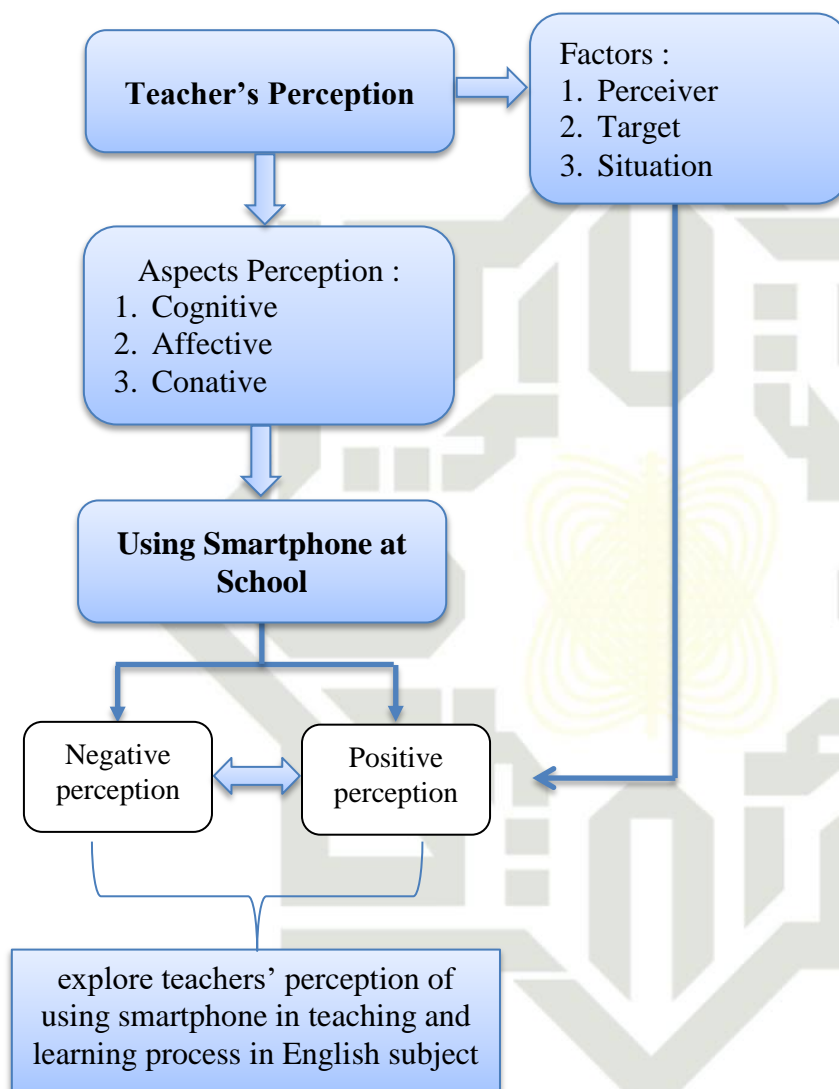 Teacher’s Perception
Factors :
1. Perceiver
2. Target
3. Situation
Aspects Perception :
1. Cognitive
2. Affective
3. Conative
Using Smartphone at
School
Negative
perception
Positive
perception
explore teachers’ perception of
using smartphone in teaching and
learning process in English subject